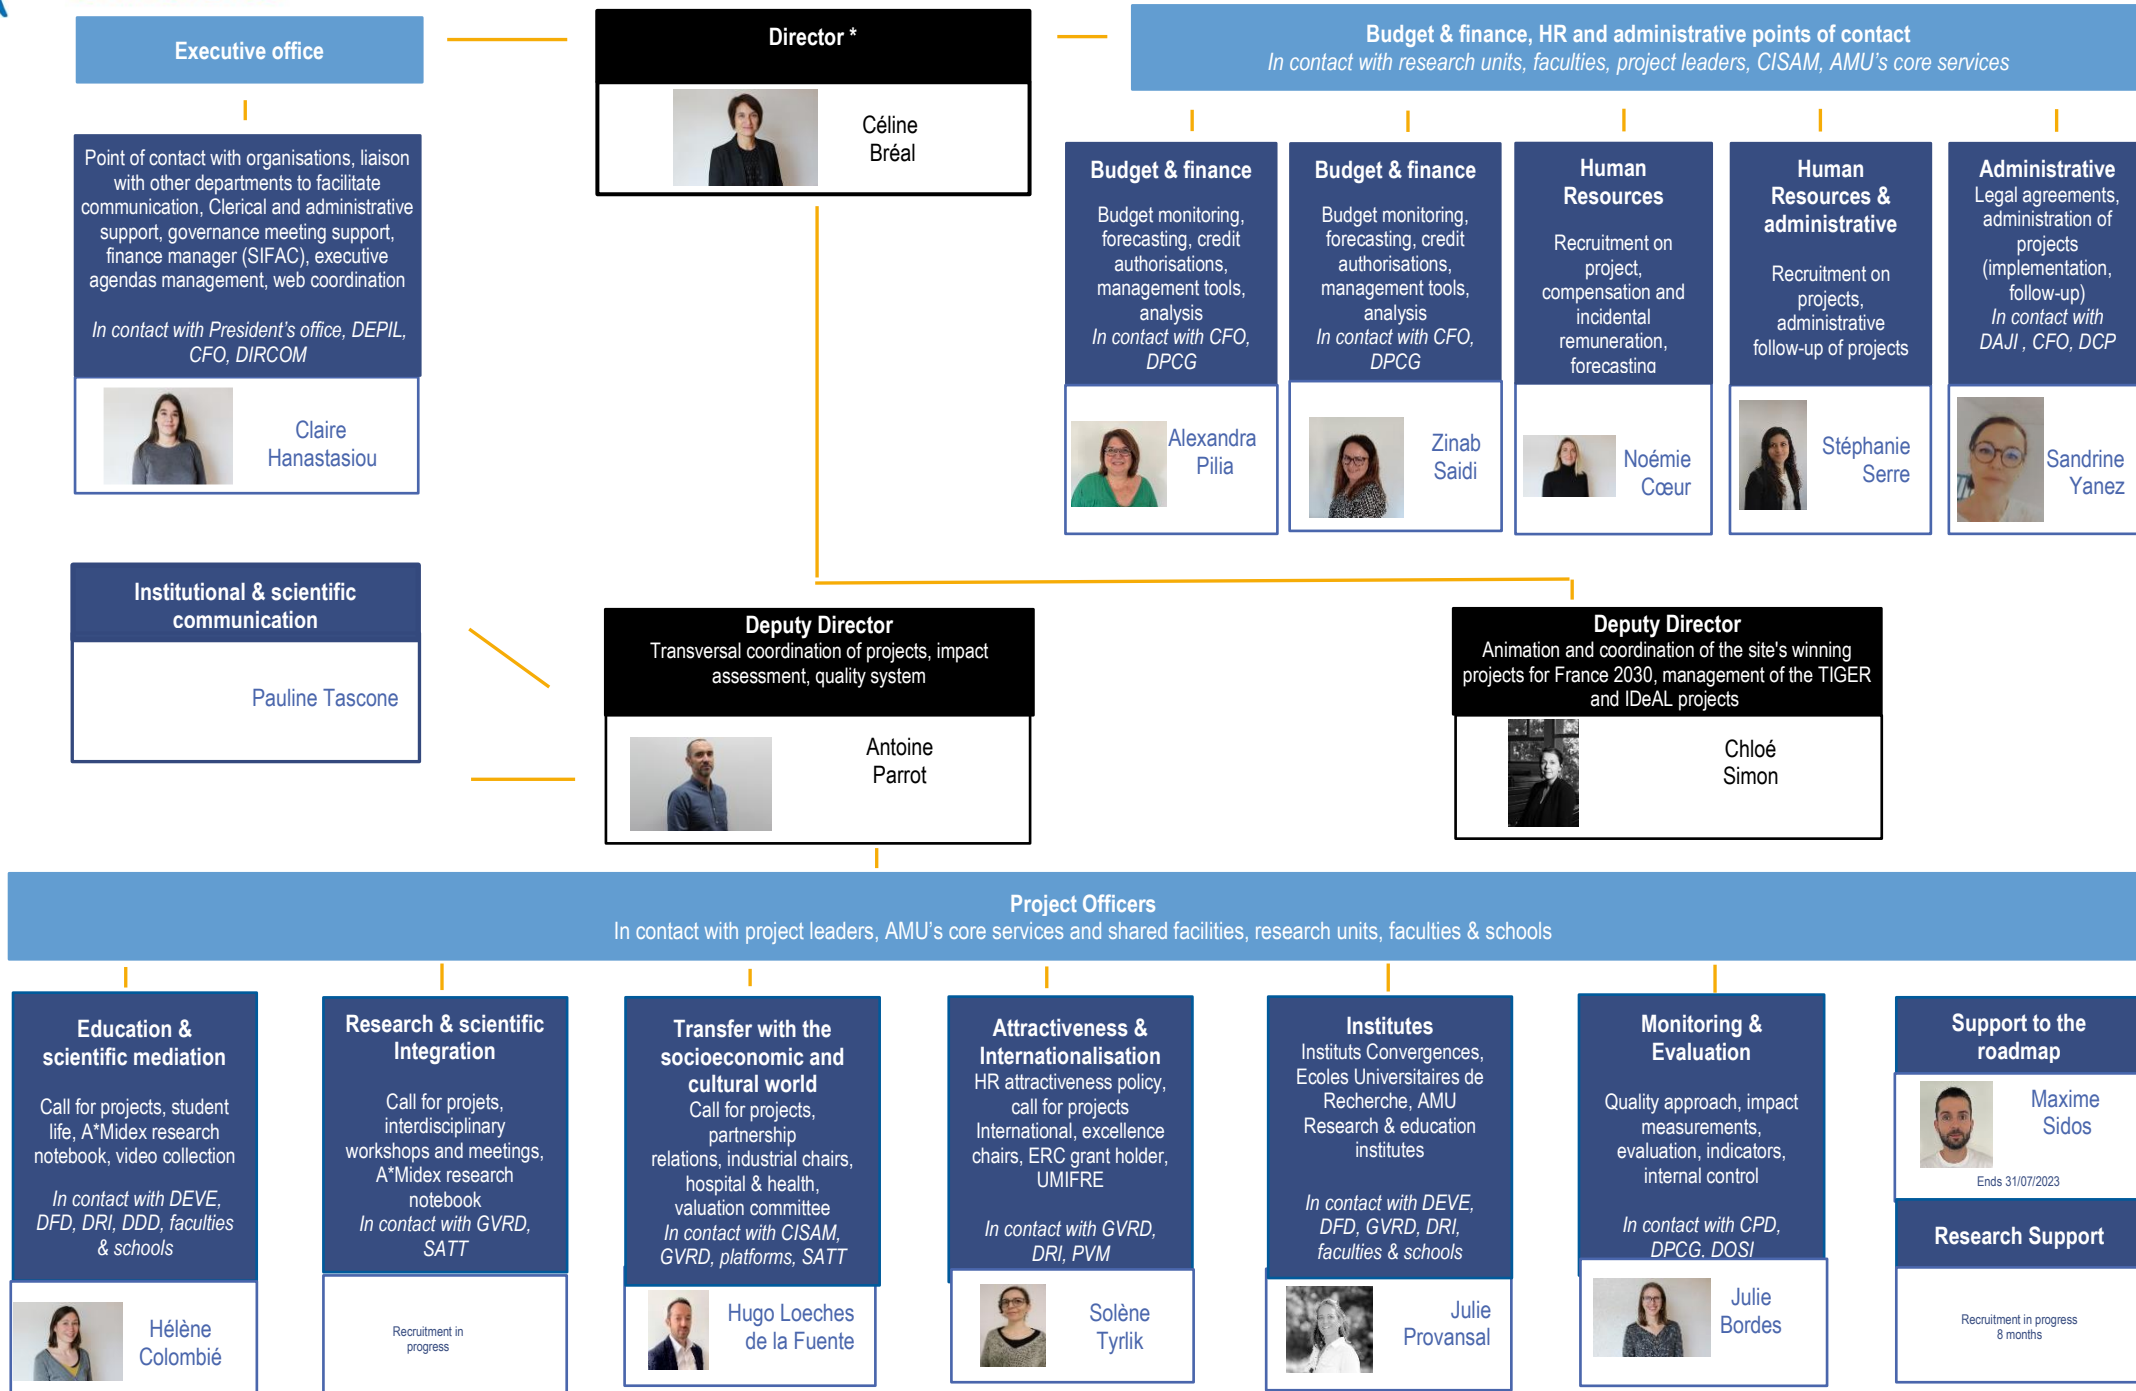 Executive office
Director *
Budget & finance, HR and administrative points of contact
In contact with research units, faculties, project leaders, CISAM, AMU's core services
Céline
Bréal
Point of contact with organisations, liaison
with other departments to facilitate
communication, Clerical and administrative
support, governance meeting support,
finance manager (SIFAC), executive
agendas management, web coordination
In contact with President's office, DEPIL,
CFO, DIRCOM
Claire
Hanastasiou
Budget & finance
Budget monitoring,
forecasting, credit
authorisations,
management tools,
analysis
In contact with CFO,
DPCG
Alexandra
Pilia
Budget & finance
Budget monitoring,
forecasting, credit
authorisations,
management tools,
analysis
In contact with CFO,
DPCG
Zinab
Saidi
Human
Resources
Recruitment on
project,
compensation and
incidental
remuneration,
forecasting
Noémie
Cœur
Human
Resources &
administrative
Recruitment on
projects,
administrative
follow-up of projects
Stéphanie
Serre
Administrative
Legal agreements,
administration of
projects
(implementation,
follow-up)
In contact with
DAJI , CFO, DCP
Sandrine
Yanez
Institutional & scientific
communication
Pauline Tascone
Deputy Director
Transversal coordination of projects, impact
assessment, quality system
Antoine
Parrot
Deputy Director
Animation and coordination of the site's winning
projects for France 2030, management of the TIGER
and IDeAL projects
Chloé
Simon
Project Officers
In contact with project leaders, AMU's core services and shared facilities, research units, faculties & schools
Education &
scientific mediation
Call for projects, student
life, A*Midex research
notebook, video collection
In contact with DEVE,
DFD, DRI, DDD, faculties
& schools
Hélène
Colombié
Research & scientific
Integration
Call for projets,
interdisciplinary
workshops and meetings,
A*Midex research
notebook
In contact with GVRD,
SATT
Recruitment in
progress
Transfer with the
socioeconomic and
cultural world
Call for projects,
partnership
relations, industrial chairs,
hospital & health,
valuation committee
In contact with CISAM,
GVRD, platforms, SATT
Hugo Loeches
de la Fuente
Attractiveness &
Internationalisation
HR attractiveness policy,
call for projects
International, excellence
chairs, ERC grant holder,
UMIFRE
In contact with GVRD,
DRI, PVM
Solène
Tyrlik
Institutes
Instituts Convergences,
Ecoles Universitaires de
Recherche, AMU
Research & education
institutes
In contact with DEVE,
DFD, GVRD, DRI,
faculties & schools
Julie
Provansal
Monitoring &
Evaluation
Quality approach, impact
measurements,
evaluation, indicators,
internal control
In contact with CPD,
DPCG, DOSI
Julie
Bordes
Support to the
roadmap
Maxime
Sidos
Ends 31/07/2023
Research Support
Recruitment in progress
8 months